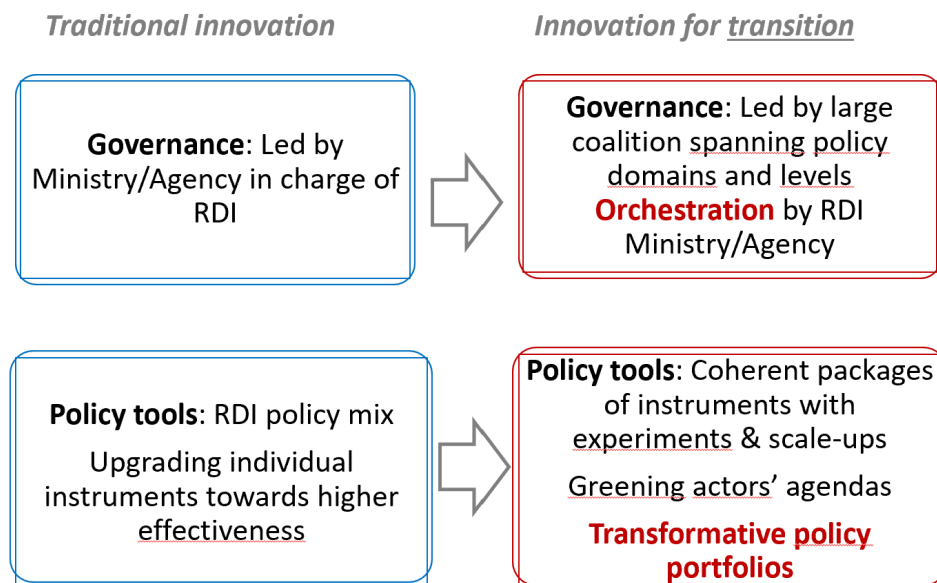 Traditional innovation
Innovation for transition
Governance: Led by
Ministry/Agency in charge of
RDI
Governance: Led by large
coalition spanning policy
domains and levels
Orchestration by RDI
Ministry/Agency
Policy tools: RDI policy mix
Upgrading individual
instruments towards higher
effectiveness
Policy tools: Coherent packages
of instruments with
experiments & scale-ups
Greening actors’ agendas
Transformative policy
portfolios